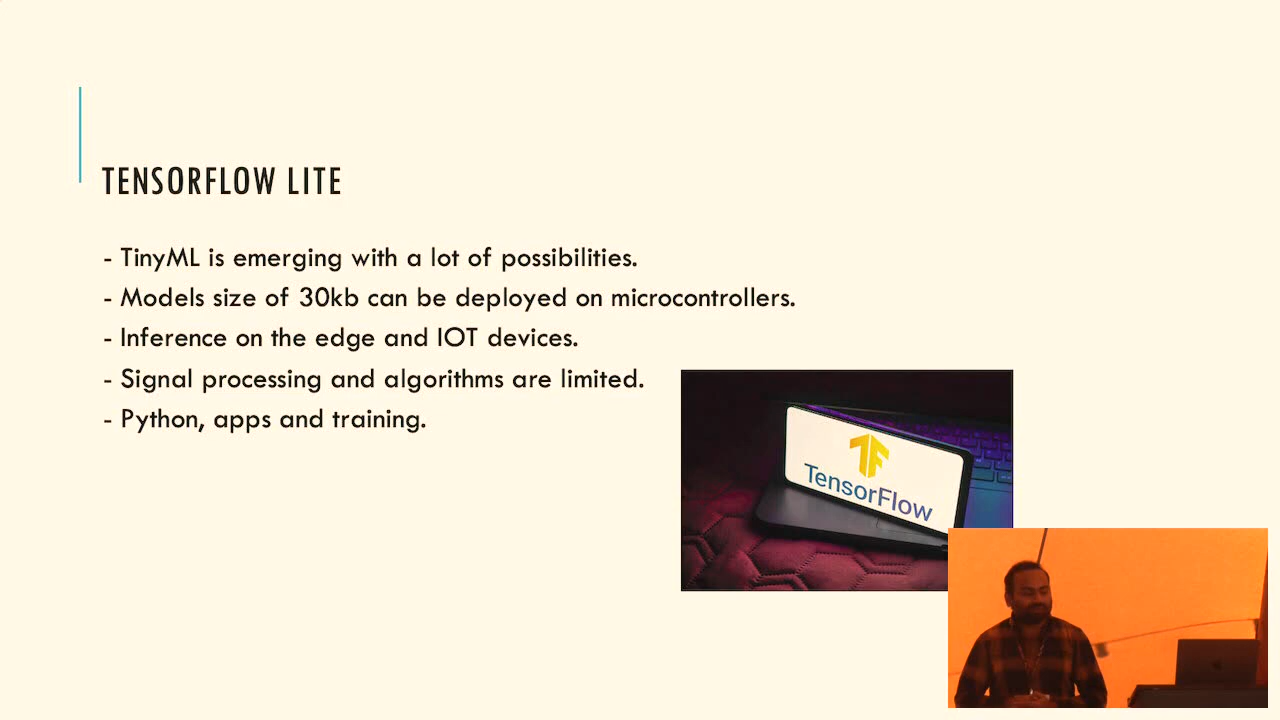 TENSORFLOW LITE
- TinyML is emerging with a lot of possibilities.
- Models size of 30kb can be deployed on microcontrollers.
- Inference on the edge and IOT devices.
- Signal processing and algorithms are limited.
- Python, apps and training.
TensorFlow